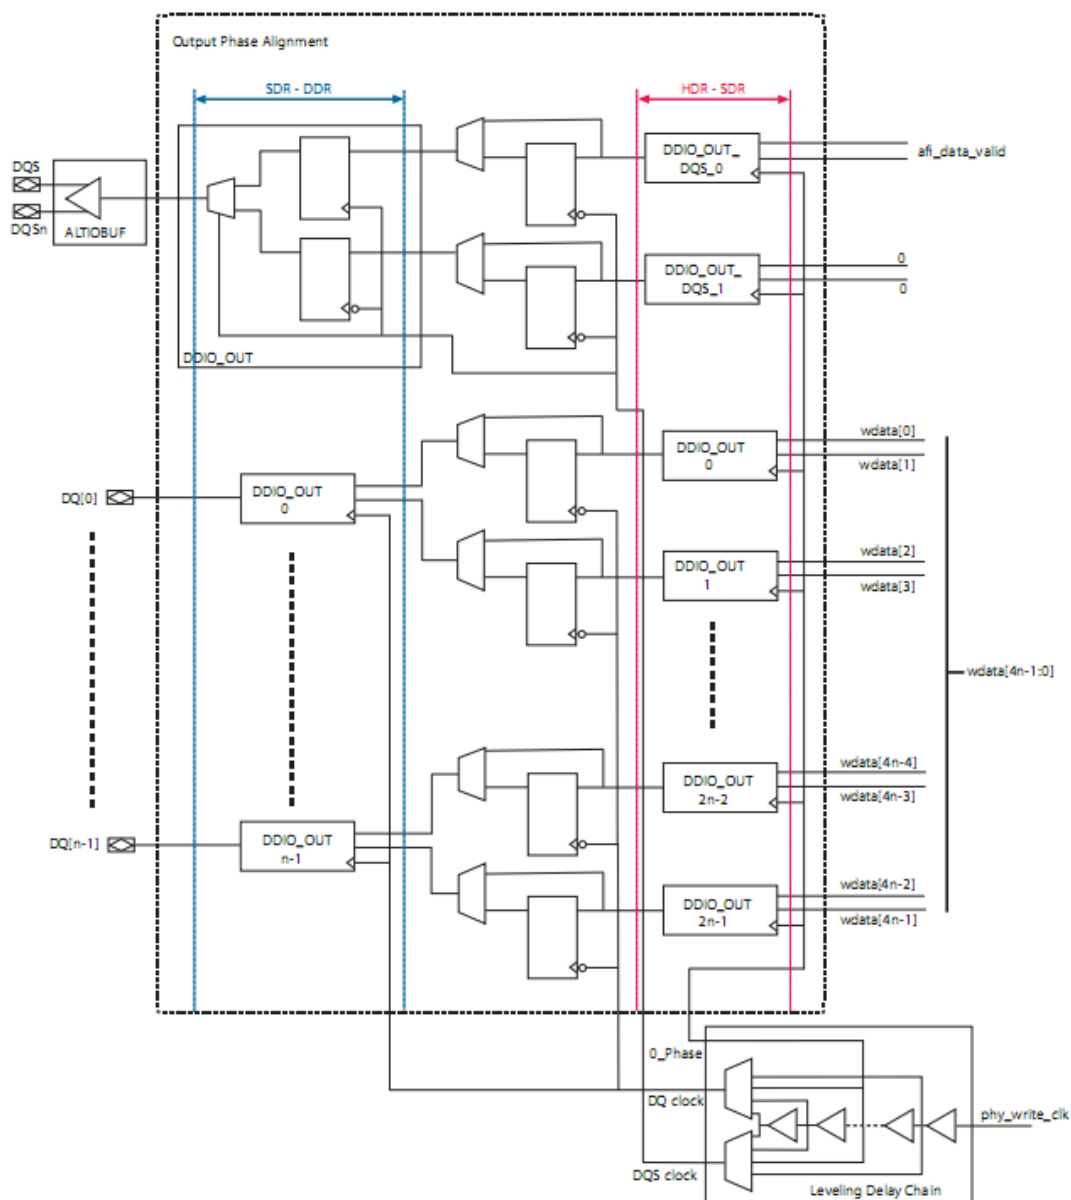 Output Phase Alignment
SDR - DDR
HDR - SDR
DQS
DQSn
ALTIOBUF
DDIO_OUT
DDIO_OUT_
DQS_0
afi_data_valid
DDIO_OUT_
DQS_1
0
0
DQ[0]
DDIO_OUT
0
DDIO_OUT
0
wdata[0]
wdata[1]
DDIO_OUT
1
wdata[2]
wdata[3]
wdata[4n-1:0]
DDIO_OUT
2n-2
wdata[4n-4]
wdata[4n-3]
DQ[n-1]
DDIO_OUT
n-1
DDIO_OUT
2n-1
wdata[4n-2]
wdata[4n-1]
0_Phase
DQ clock
phy_write_clk
DQS clock
Leveling Delay Chain